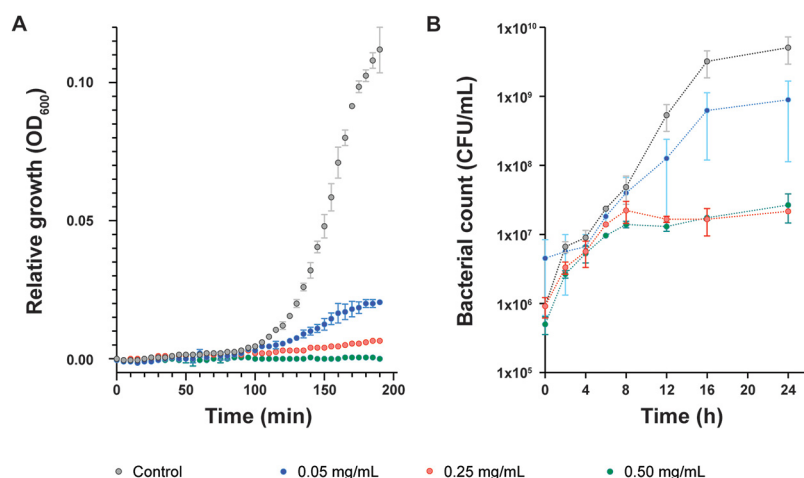 A
B
Relative growth (OD600)
0.10
0.05
0.00
0
50
100
150
200
Time (min)
Bacterial count (CFU/mL)
1x10^10
1x10^9
1x10^8
1x10^7
1x10^6
1x10^5
0
4
8
12
16
24
Time (h)
Control
0.05 mg/mL
0.25 mg/mL
0.50 mg/mL